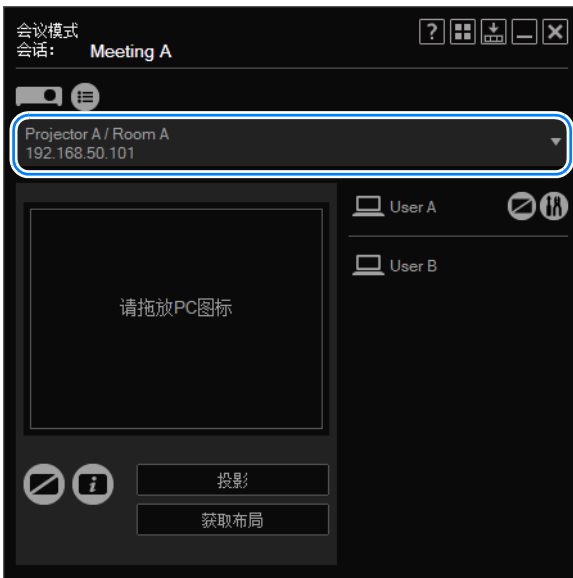 会议模式
会话： Meeting A
Projector A / Room A
192.168.50.101
User A
User B
请拖放PC图标
投影
获取布局